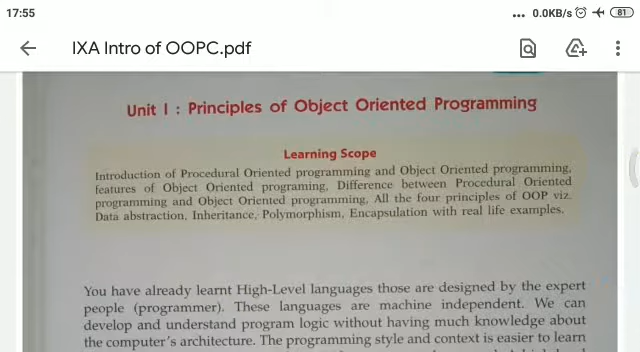 17:55
... 0.0KB/s 81
IXA Intro of OOPC.pdf
Unit I : Principles of Object Oriented Programming
Learning Scope
Introduction of Procedural Oriented programming and Object Oriented programming,
features of Object Oriented programing, Difference between Procedural Oriented
programming and Object Oriented programming, All the four principles of OOP viz.
Data abstraction, Inheritance, Polymorphism, Encapsulation with real life examples.
You have already learnt High-Level languages those are designed by the expert
people (programmer). These languages are machine independent. We can
develop and understand program logic without having much knowledge about
the computer's architecture. The programming style and context is easier to learn